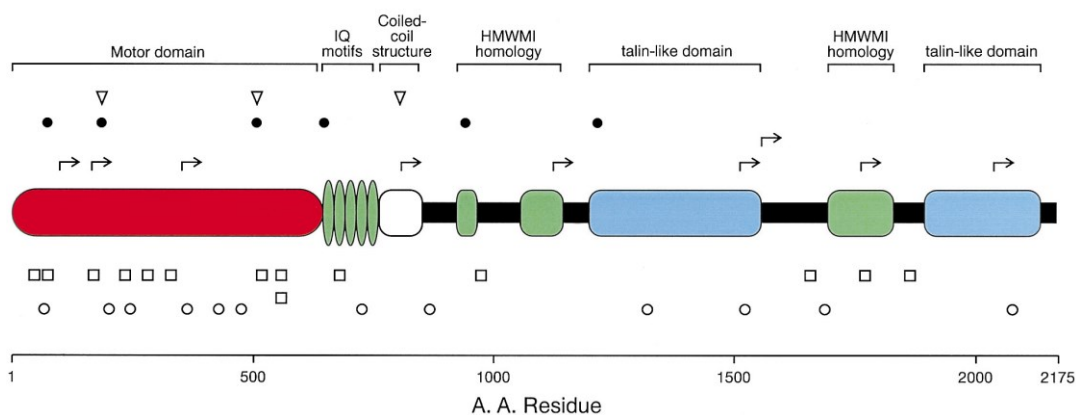 Motor domain
IQ
motifs
Coiled-
coil
structure
HMWMI
homology
talin-like domain
HMWMI
homology
talin-like domain
1
500
1000
1500
2000
2175
A. A. Residue